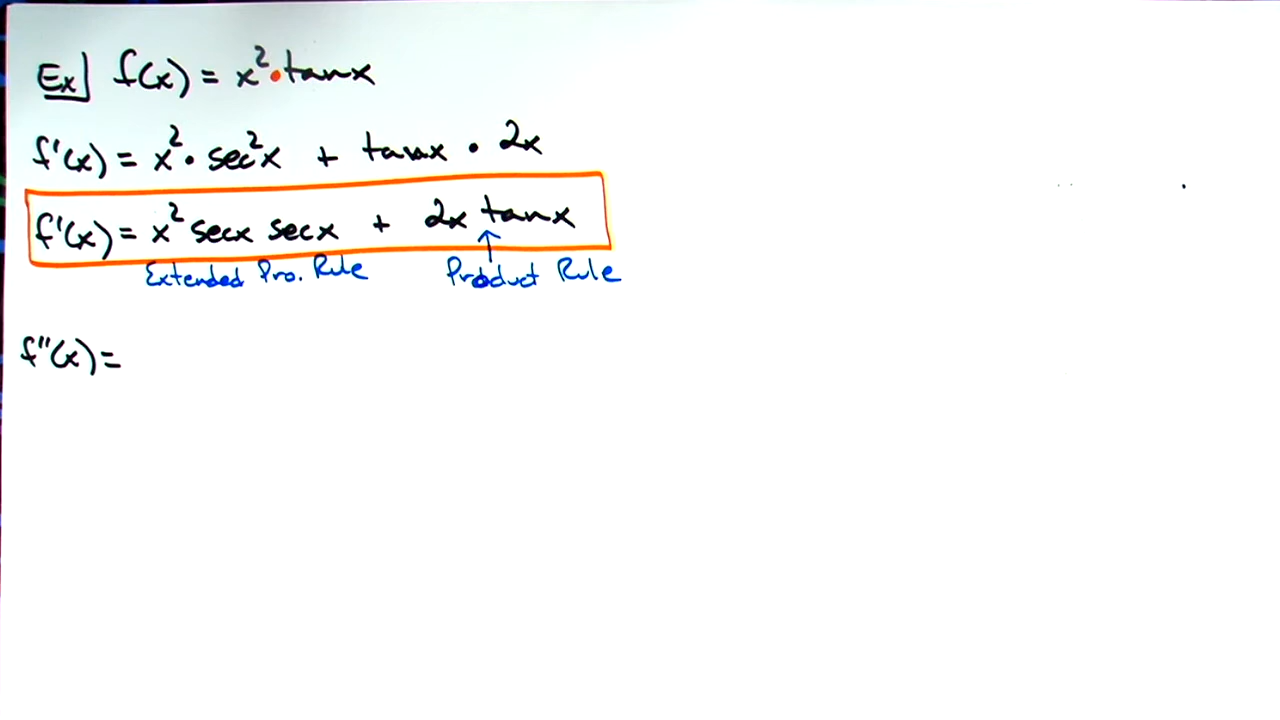 Ex] f(x) = x²•tanx
f'(x) = x²• sec²x + tanx • 2x
f'(x) = x² secx secx + 2x tanx
Extended Pro. Rule Product Rule
f''(x) =